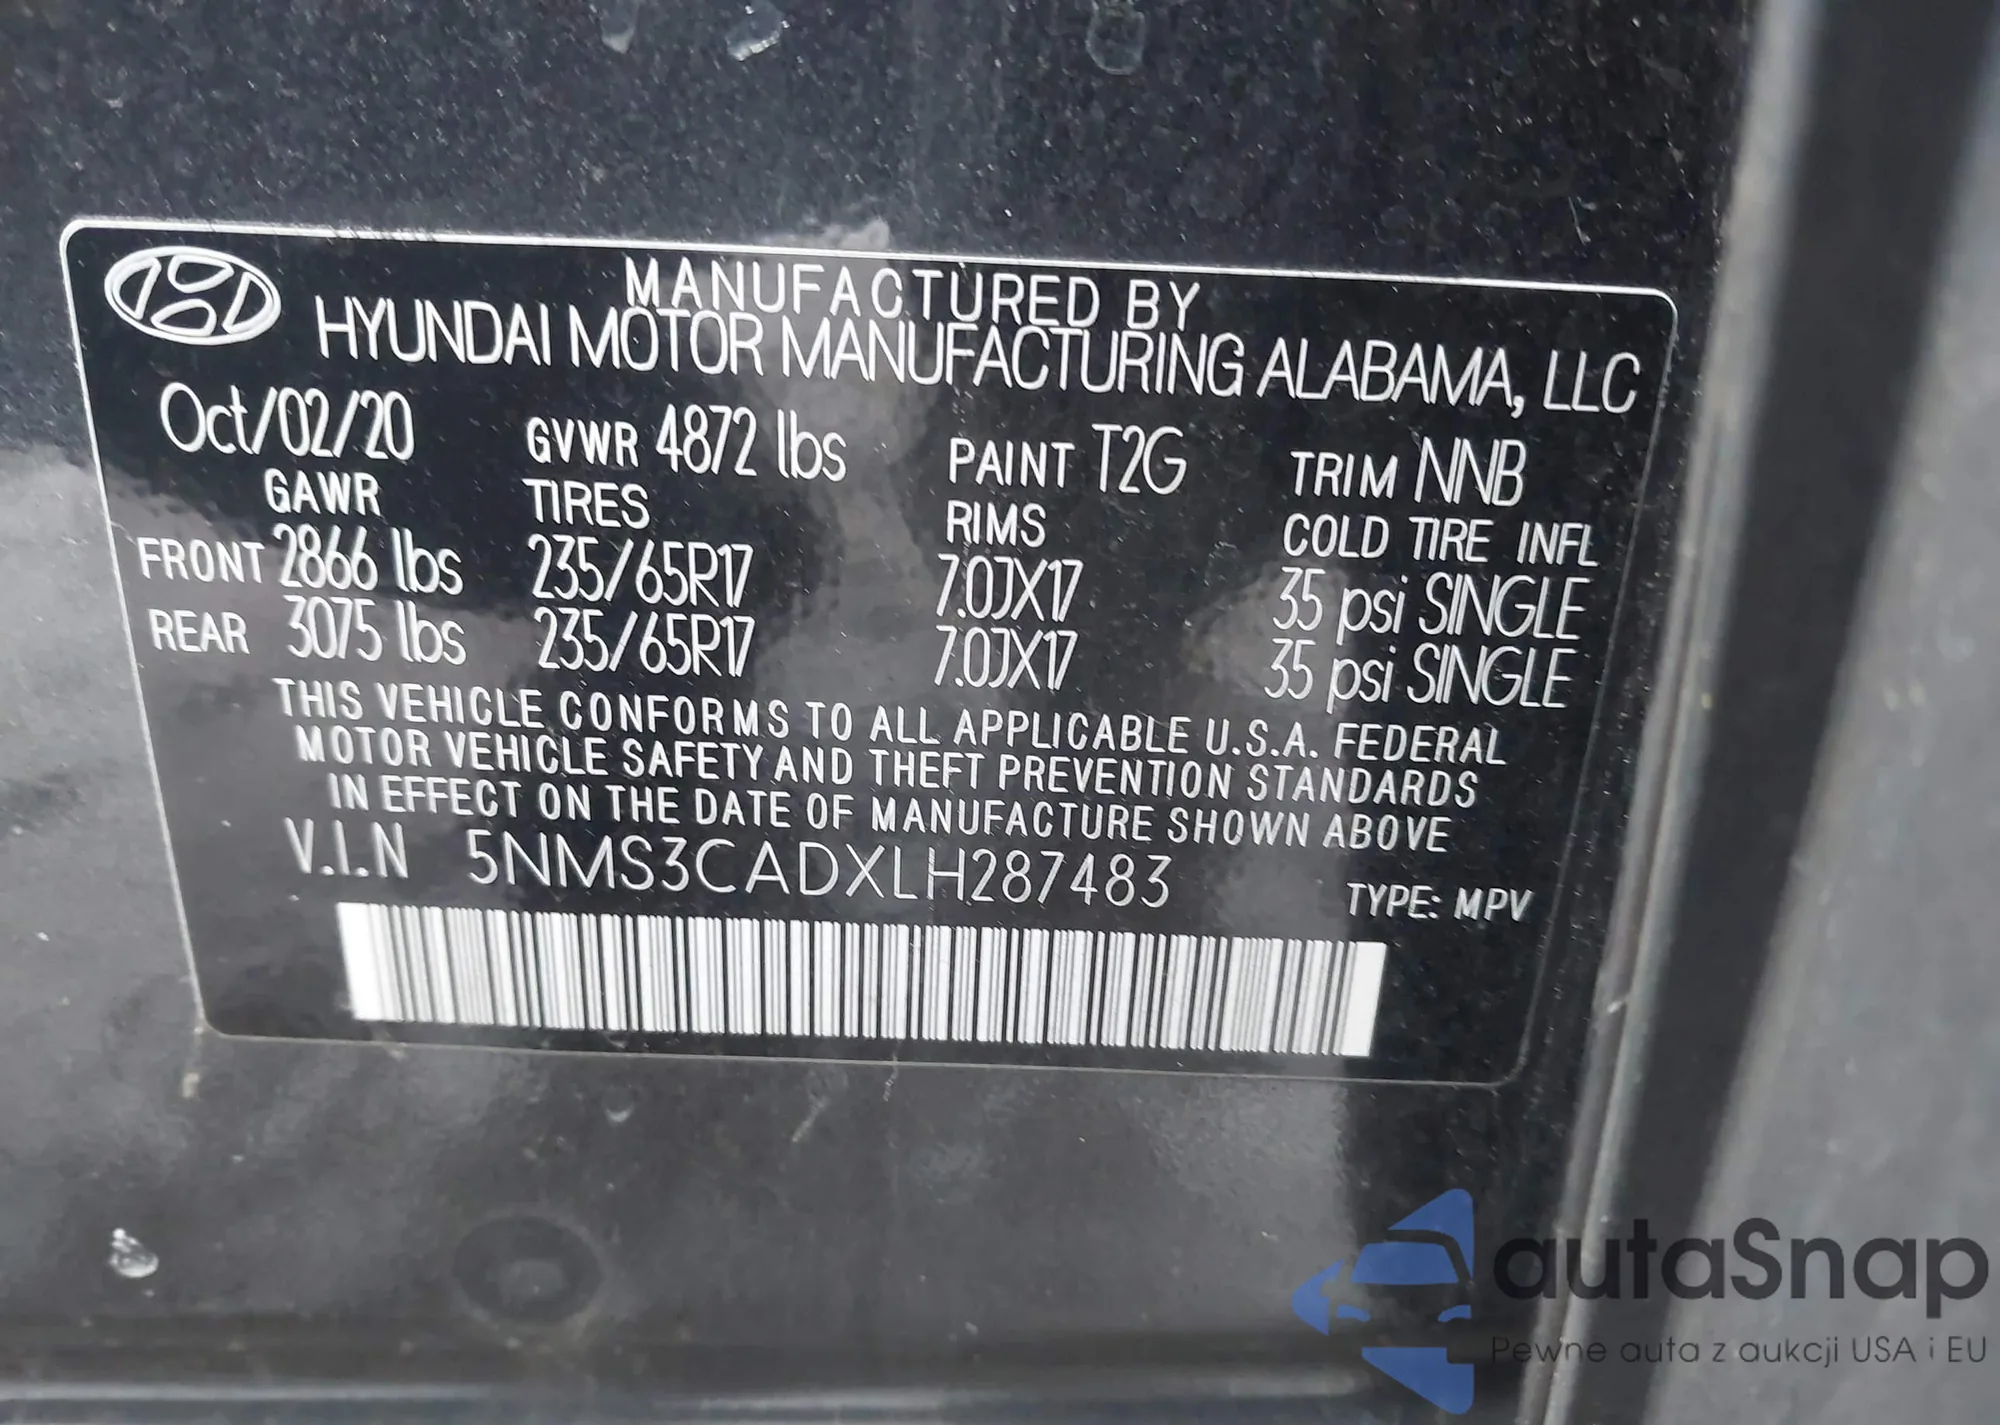 MANUFACTURED BY
HYUNDAI MOTOR MANUFACTURING ALABAMA, LLC
Oct/02/20 GVWR 4872 lbs PAINT T2G TRIM NNB
GAWR TIRES RIMS COLD TIRE INFL
FRONT 2866 lbs 235/65R17 7.0JX17 35 psi SINGLE
REAR 3075 lbs 235/65R17 7.0JX17 35 psi SINGLE
THIS VEHICLE CONFORMS TO ALL APPLICABLE U.S.A. FEDERAL
MOTOR VEHICLE SAFETY AND THEFT PREVENTION STANDARDS
IN EFFECT ON THE DATE OF MANUFACTURE SHOWN ABOVE
V.I.N 5NMS3CADXLH287483 TYPE: MPV
autaSnap
Pewne auta z aukcji USA i EU